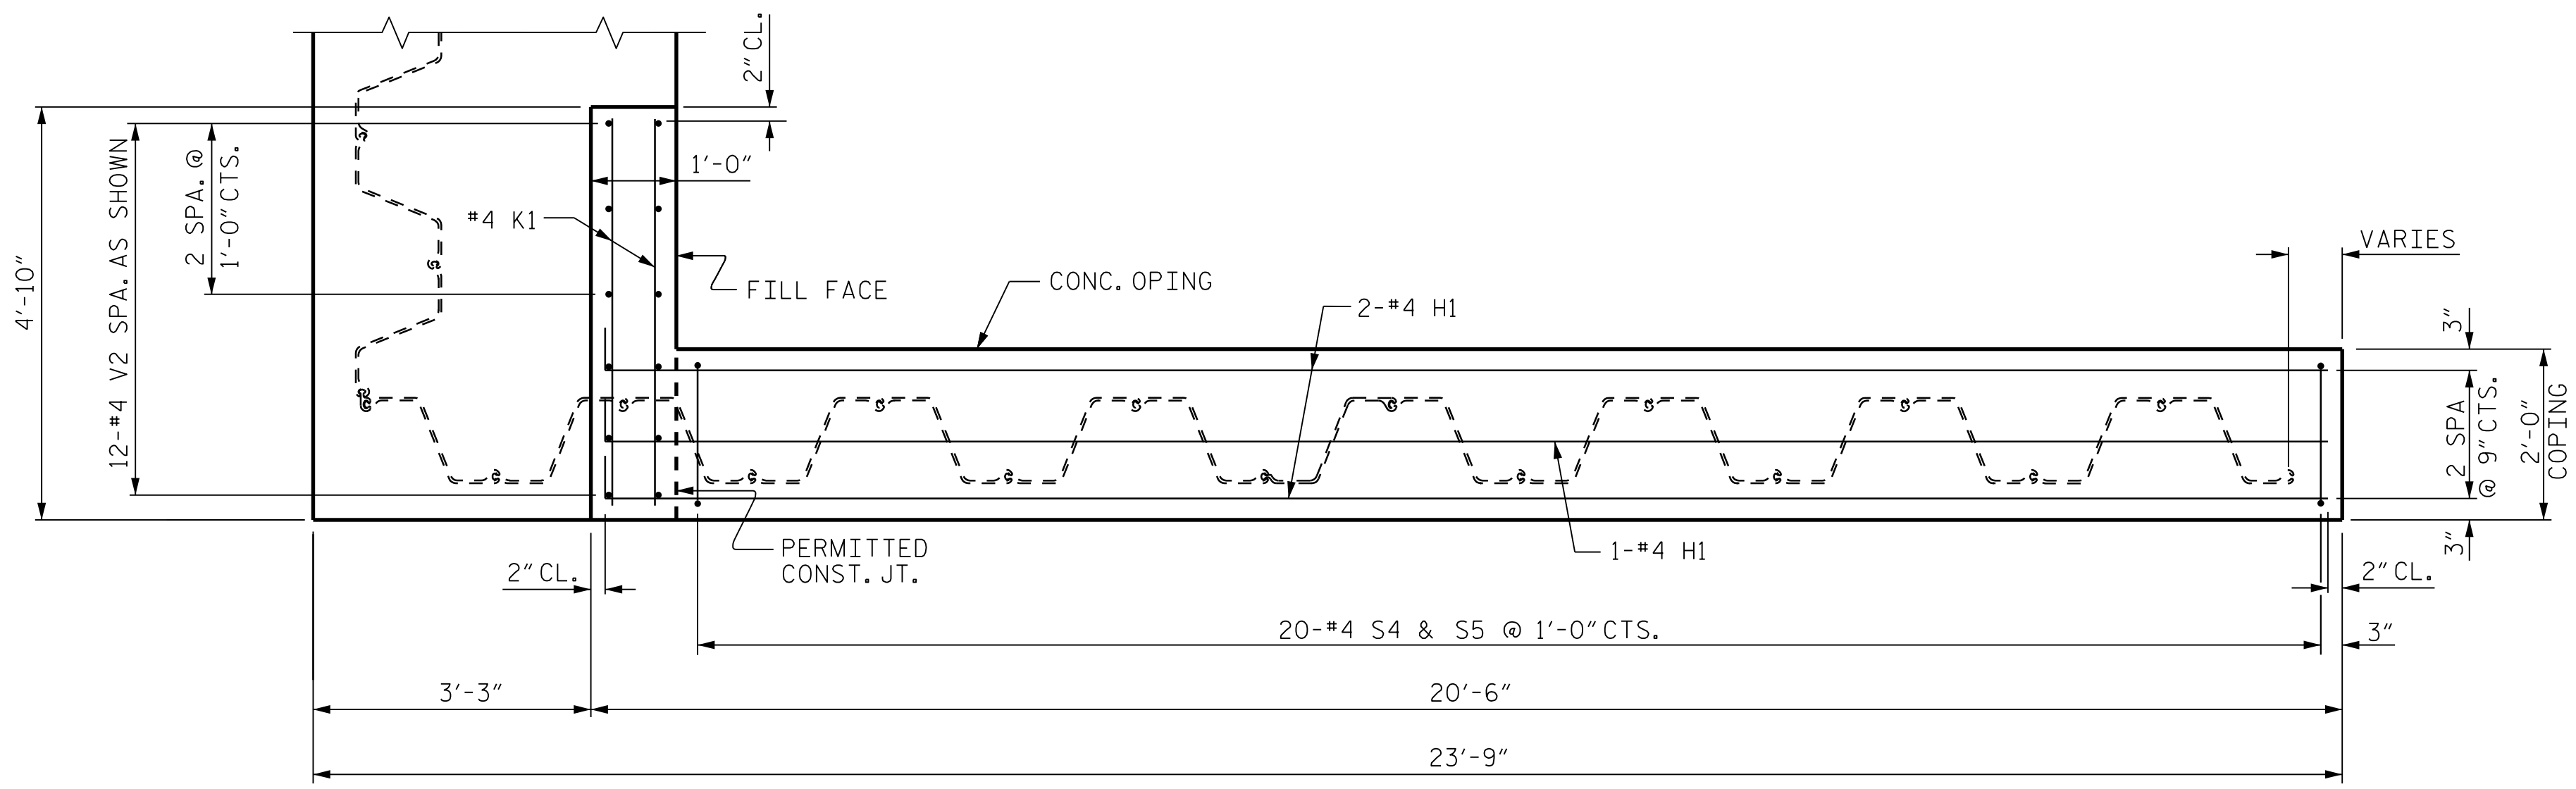 2" CL.
4'-10"
12-#4 V2 SPA. AS SHOWN
2 SPA. @
1'-0" CTS.
1'-0"
#4 K1
FILL FACE
CONC. OPING
2-#4 H1
VARIES
3"
2 SPA
@ 9" CTS.
2'-0"
COPING
3"
PERMITTED
CONST. JT.
1-#4 H1
2" CL.
2" CL.
20-#4 S4 & S5 @ 1'-0" CTS.
3"
3'-3"
20'-6"
23'-9"